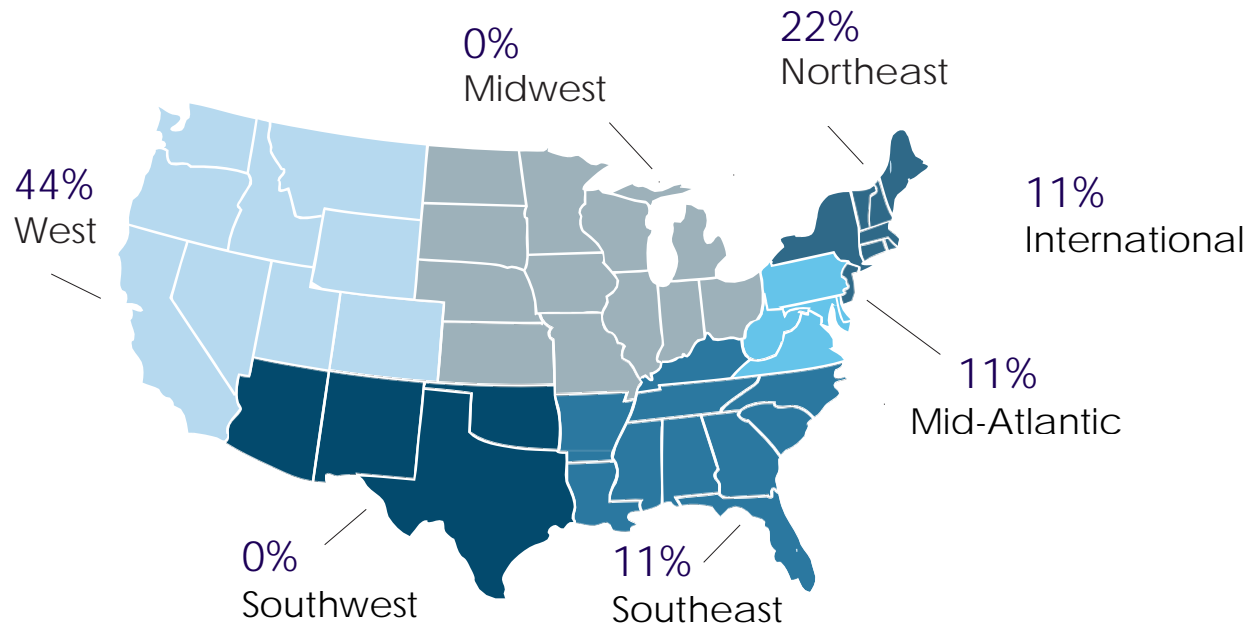 22%
Northeast
0%
Midwest
44%
West
11%
International
11%
Mid-Atlantic
0%
Southwest
11%
Southeast